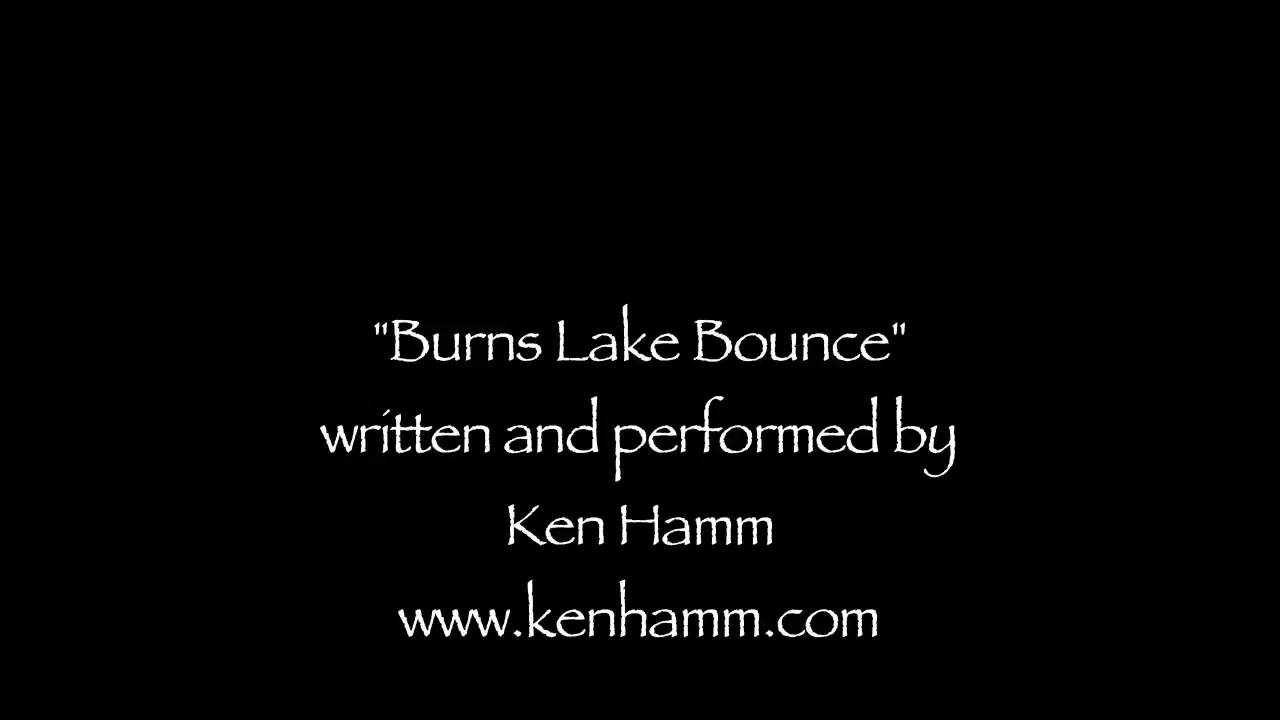 "Burns Lake Bounce"
written and performed by
Ken Hamm
www.kenhamm.com